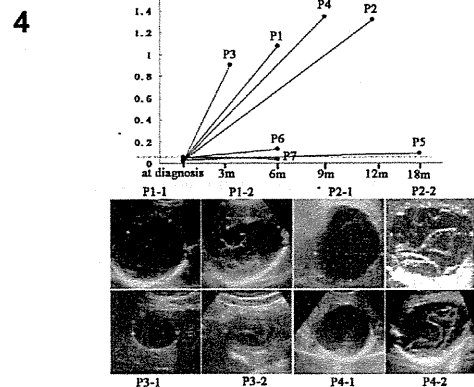 4
1.4
P4
P2
1.2
P1
1
P3
0.8
0.6
0.4
P6
0.2
P5
P7
at diagnosis 3m 6m 9m 12m 18m
P1-1 P1-2 P2-1 P2-2
P3-1 P3-2 P4-1 P4-2